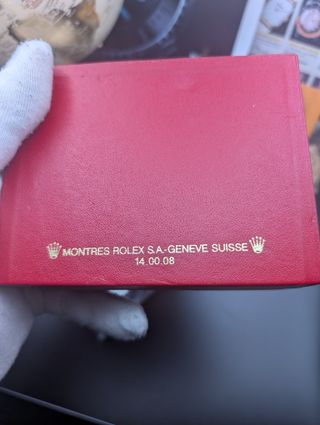 MONTRES ROLEX S.A.-GENEVE SUISSE
14.00.08